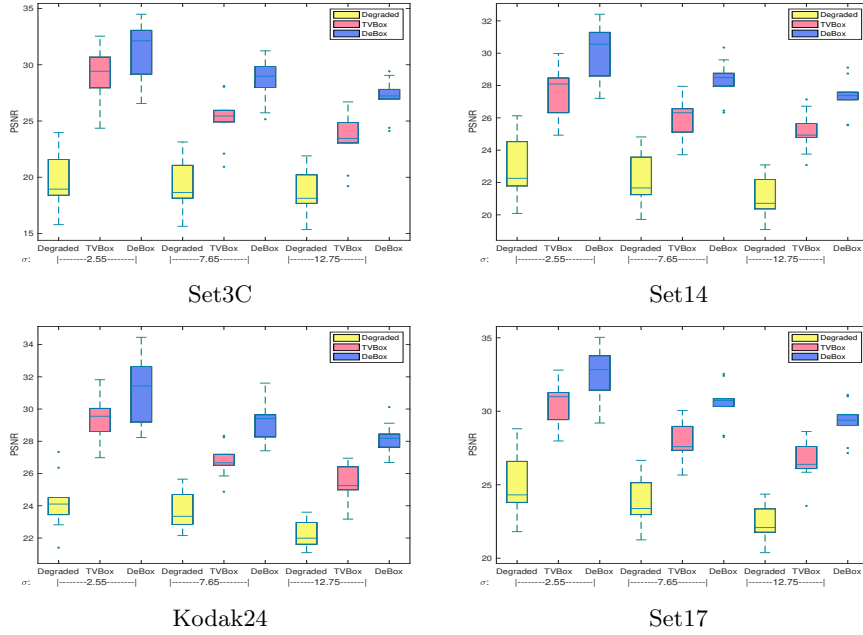 35
30
25
20
15
PSNR
Degraded
TVBox
DeBox
Degraded TVBox DeBox Degraded TVBox DeBox Degraded TVBox DeBox
σ: |-------2.55--------| |-------7.65--------| |------12.75-------|
Set3C
32
30
28
26
24
22
20
PSNR
Degraded
TVBox
DeBox
Degraded TVBox DeBox Degraded TVBox DeBox Degraded TVBox DeBox
σ: |-------2.55--------| |-------7.65--------| |------12.75-------|
Set14
34
32
30
28
26
24
22
PSNR
Degraded
TVBox
DeBox
Degraded TVBox DeBox Degraded TVBox DeBox Degraded TVBox DeBox
σ: |-------2.55--------| |-------7.65--------| |------12.75-------|
Kodak24
35
30
25
20
PSNR
Degraded
TVBox
DeBox
Degraded TVBox DeBox Degraded TVBox DeBox Degraded TVBox DeBox
σ: |-------2.55--------| |-------7.65--------| |------12.75-------|
Set17